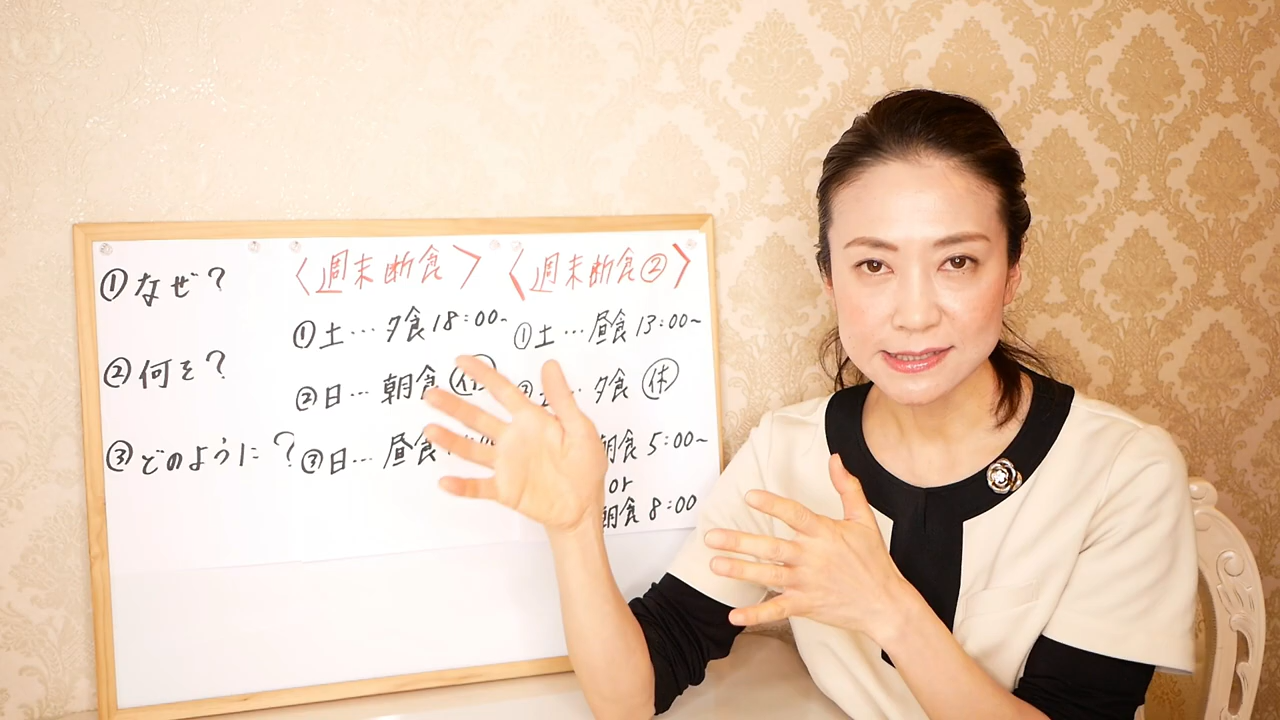 ①なぜ?
②何を?
③どのように?
〈週末断食〉
①土…夕食18:00~
②日…朝食
③日…昼食
〈週末断食②〉
①土…昼食13:00~
夕食 休
朝食 5:00~
or
朝食 8:00